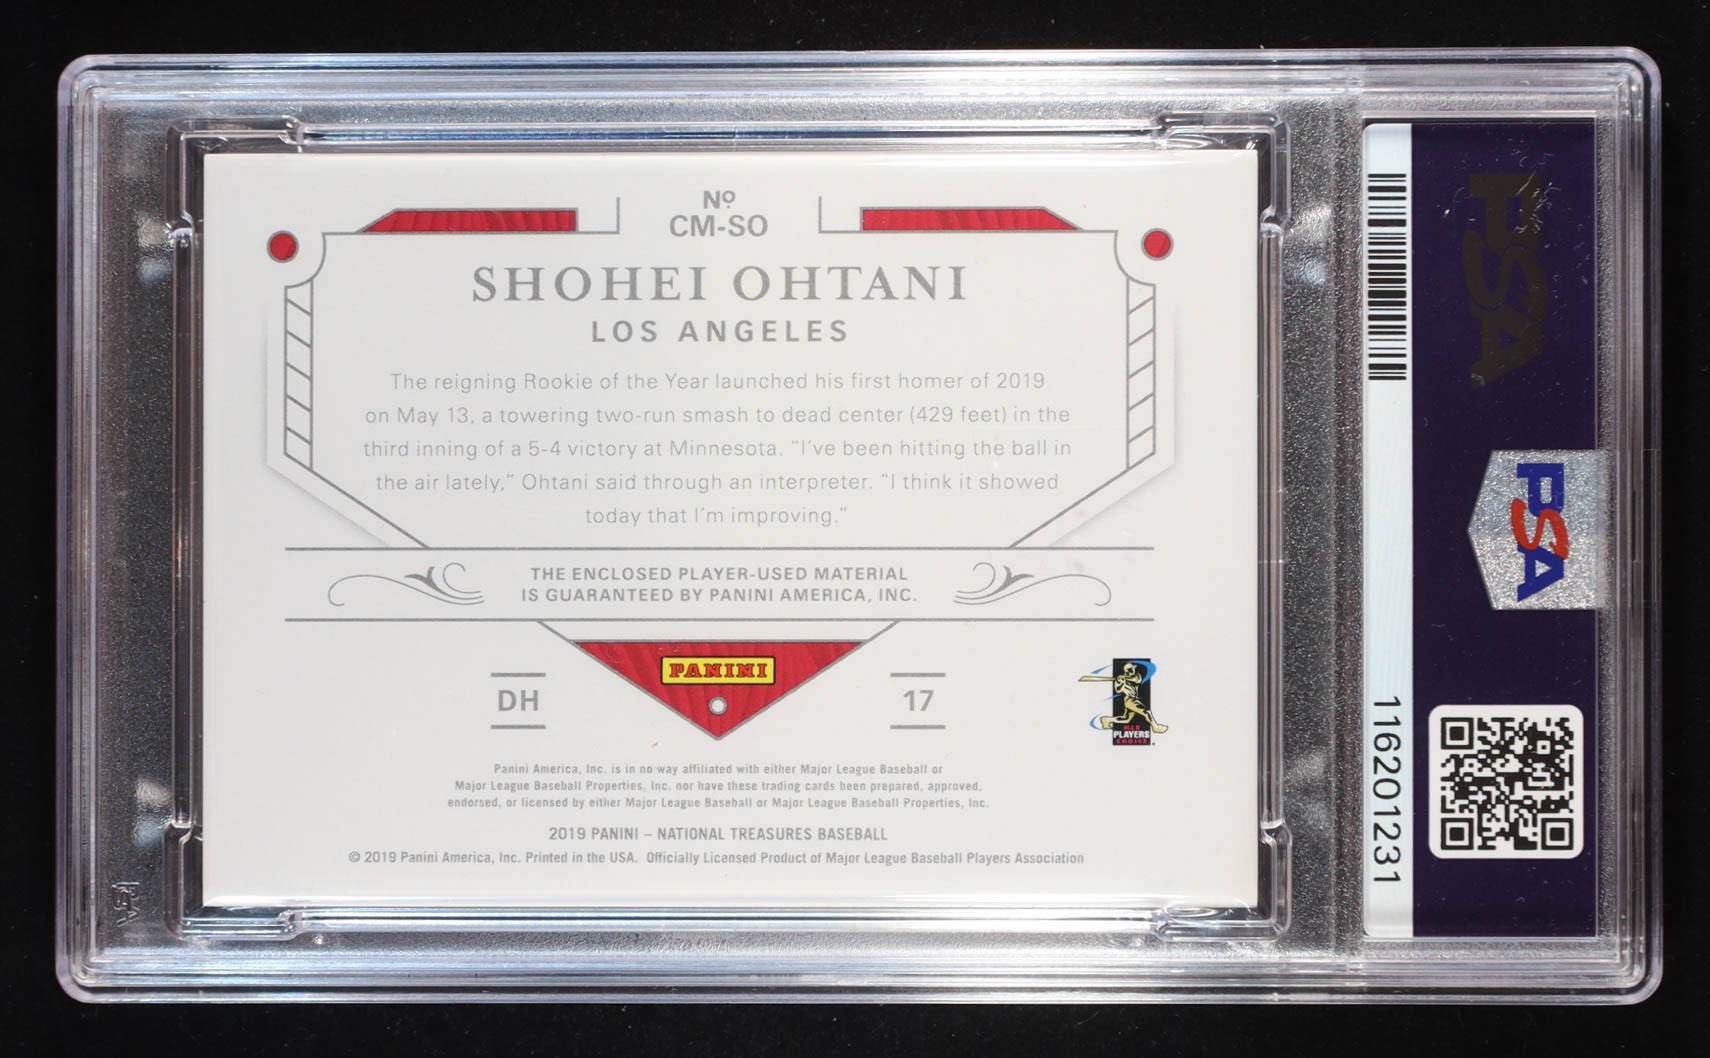 Nº
CM-SO
SHOHEI OHTANI
LOS ANGELES
The reigning Rookie of the Year launched his first homer of 2019
on May 13, a towering two-run smash to dead center (429 feet) in the
third inning of a 5-4 victory at Minnesota. "I've been hitting the ball in
the air lately," Ohtani said through an interpreter. "I think it showed
today that I'm improving."
THE ENCLOSED PLAYER-USED MATERIAL
IS GUARANTEED BY PANINI AMERICA, INC.
PANINI
DH
17
MLB
PLAYERS
CHOICE
Panini America, Inc. is in no way affiliated with either Major League Baseball or
Major League Baseball Properties, Inc. nor have these trading cards been prepared, approved,
endorsed, or licensed by either Major League Baseball or Major League Baseball Properties, Inc.
2019 PANINI – NATIONAL TREASURES BASEBALL
© 2019 Panini America, Inc. Printed in the USA. Officially Licensed Product of Major League Baseball Players Association
PSA
PSA
116201231
PSA